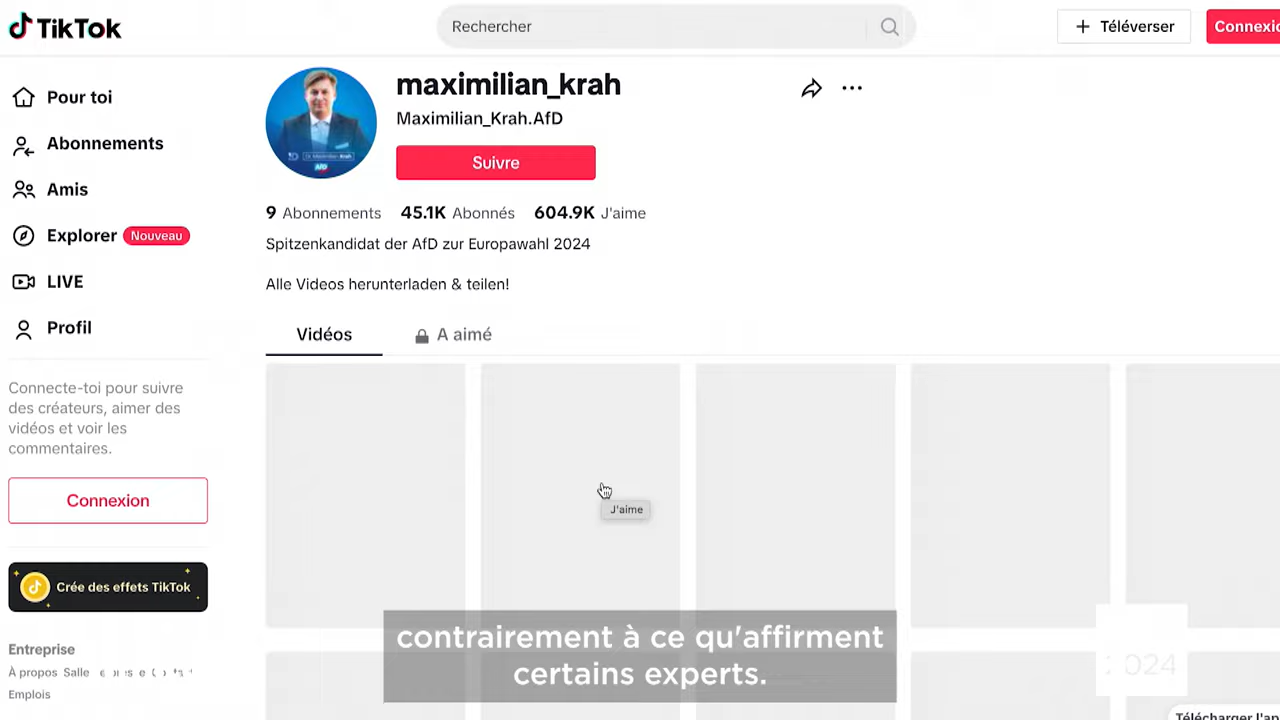 TikTok
Rechercher
Téléverser
Connexio
Pour toi
Abonnements
Amis
Explorer Nouveau
LIVE
Profil
Connecte-toi pour suivre
des créateurs, aimer des
vidéos et voir les
commentaires.
Connexion
Crée des effets TikTok
Entreprise
À propos Salle
Emplois
maximilian_krah
Maximilian_Krah.AfD
Suivre
9 Abonnements 45.1K Abonnés 604.9K J'aime
Spitzenkandidat der AfD zur Europawahl 2024
Alle Videos herunterladen & teilen!
Vidéos A aimé
J'aime
contrairement à ce qu'affirment
certains experts.
2024
Télécharger l'ap